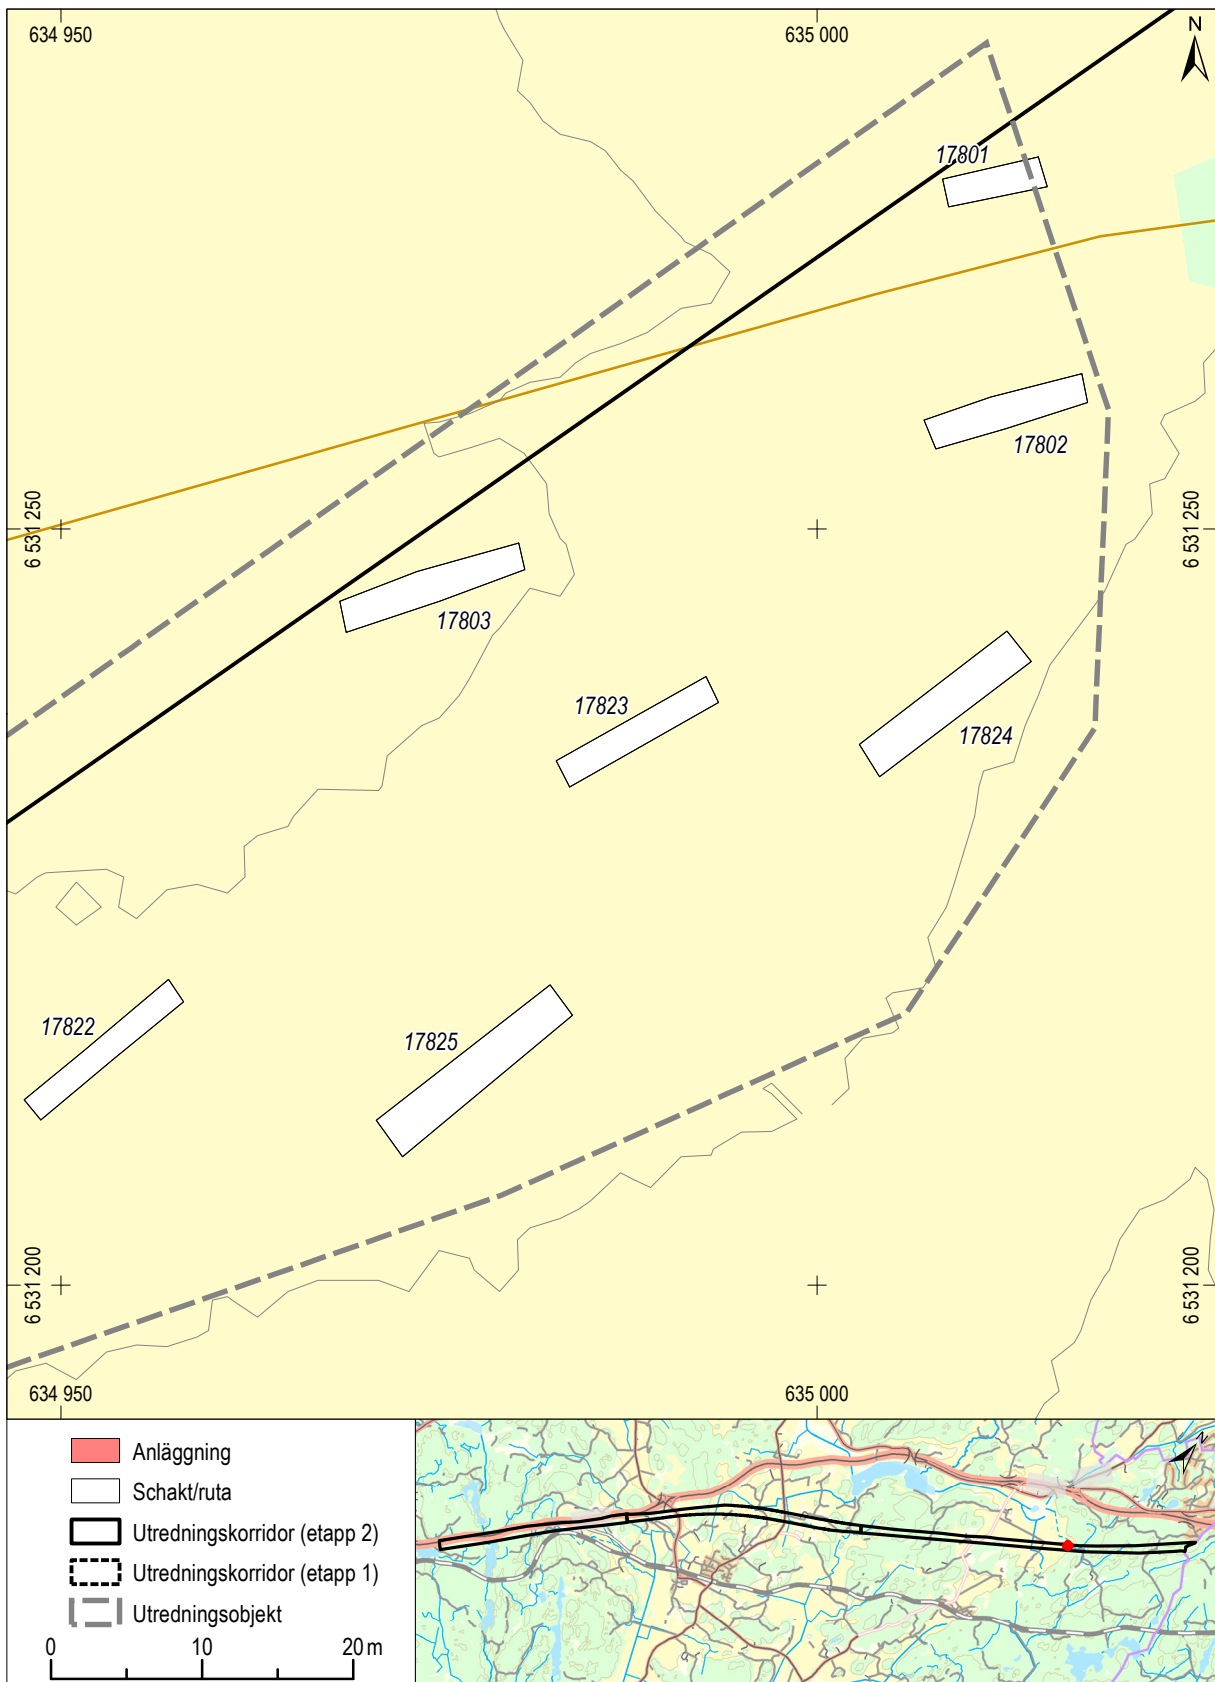 634 950
635 000
N
17801
17802
6 531 250
6 531 250
17803
17823
17824
17822
17825
6 531 200
6 531 200
634 950
635 000
Anläggning
Schakt/ruta
Utredningskorridor (etapp 2)
Utredningskorridor (etapp 1)
Utredningsobjekt
0 10 20 m
N